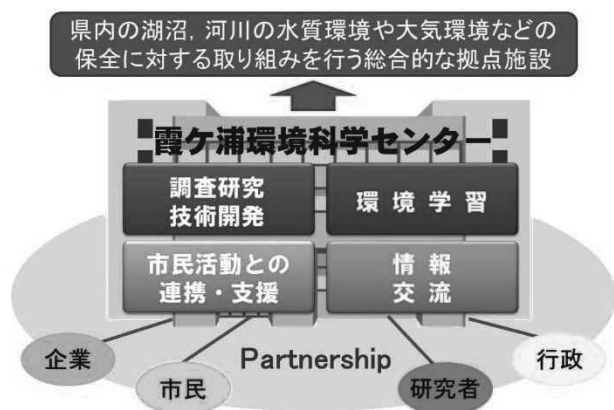 県内の湖沼，河川の水質環境や大気環境などの
保全に対する取り組みを行う総合的な拠点施設
霞ケ浦環境科学センター
調査研究
技術開発
環境学習
市民活動との
連携・支援
情報
交流
企業
市民
Partnership
研究者
行政